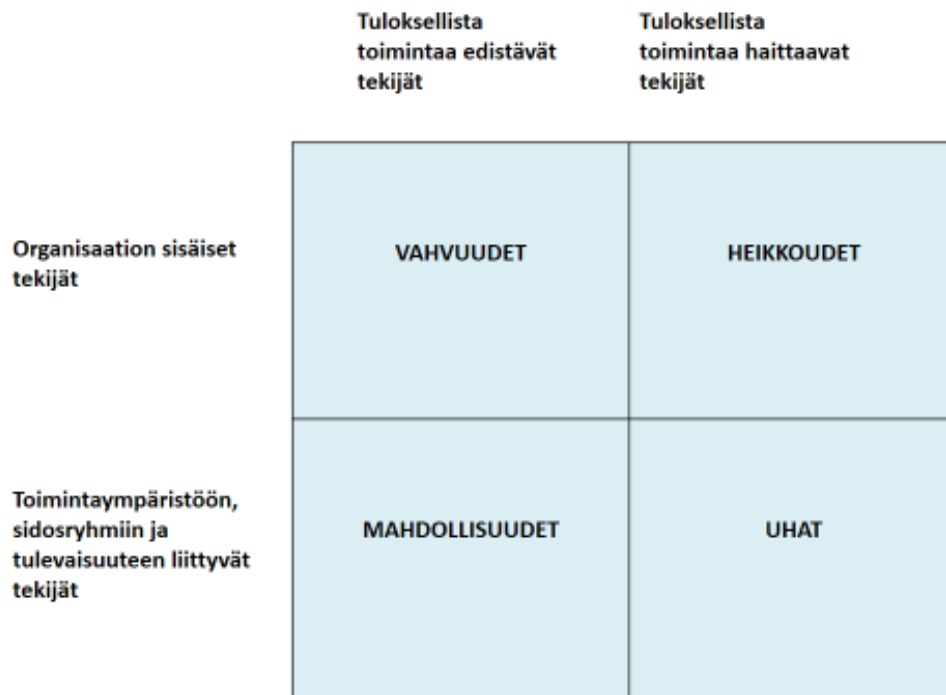 Tuloksellista
toimintaa edistävät
tekijät
Tuloksellista
toimintaa haittaavat
tekijät
Organisaation sisäiset
tekijät
VAHVUUDET
HEIKKOUDET
Toimintaympäristöön,
sidosryhmiin ja
tulevaisuuteen liittyvät
tekijät
MAHDOLLISUUDET
UHAT